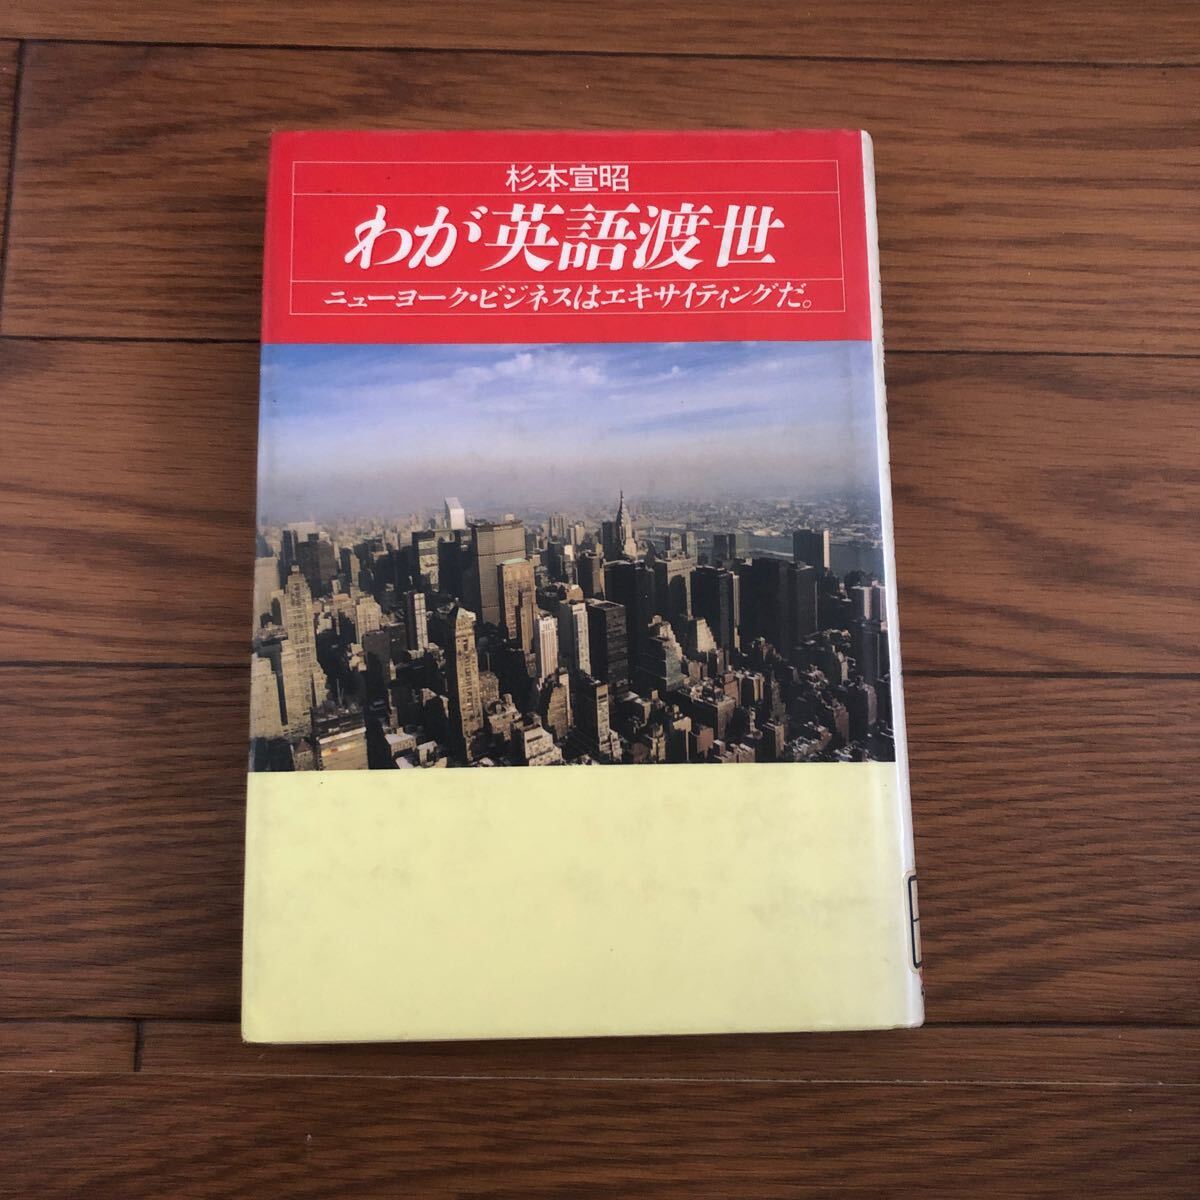 杉本宣昭
わが英語渡世
ニューヨーク・ビジネスはエキサイティングだ。